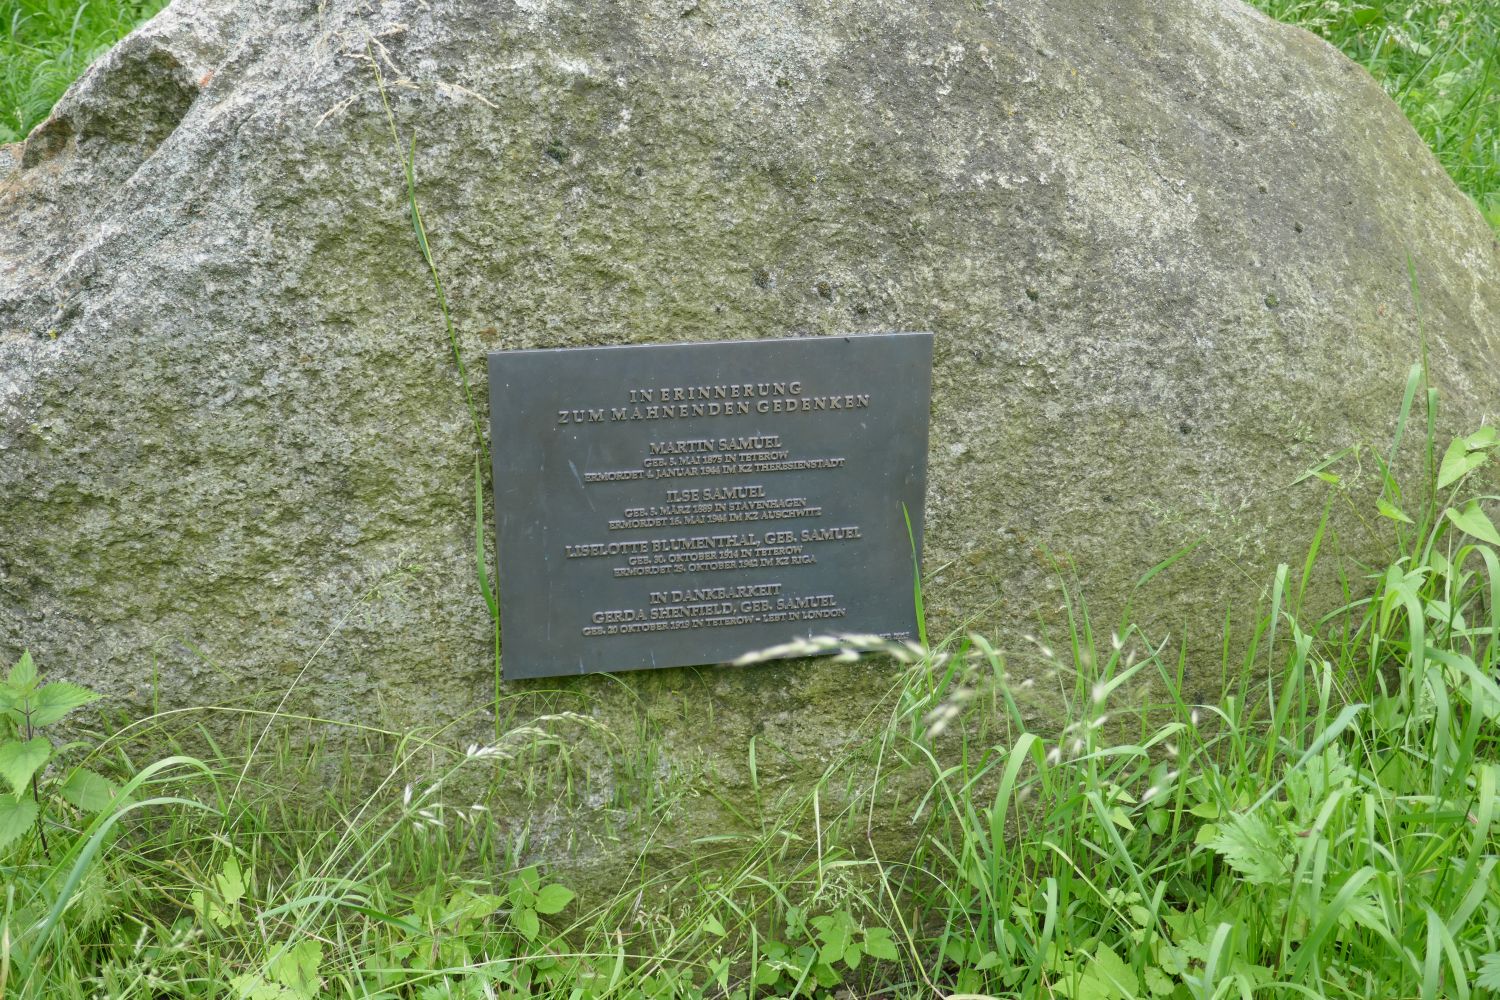 IN ERINNERUNG
ZUM MAHNENDEN GEDENKEN
MARTIN SAMUEL
GEB. 5. MAI 1875 IN TETEROW
ERMORDET 4. JANUAR 1944 IM KZ THERESIENSTADT
ILSE SAMUEL
GEB. 5. MÄRZ 1889 IN STAVENHAGEN
ERMORDET 16. MAI 1944 IM KZ AUSCHWITZ
LISELOTTE BLUMENTHAL, GEB. SAMUEL
GEB. 30. OKTOBER 1914 IN TETEROW
ERMORDET 29. OKTOBER 1942 IM KZ RIGA
IN DANKBARKEIT
GERDA SHENFIELD, GEB. SAMUEL
GEB. 20 OKTOBER 1919 IN TETEROW - LEBT IN LONDON